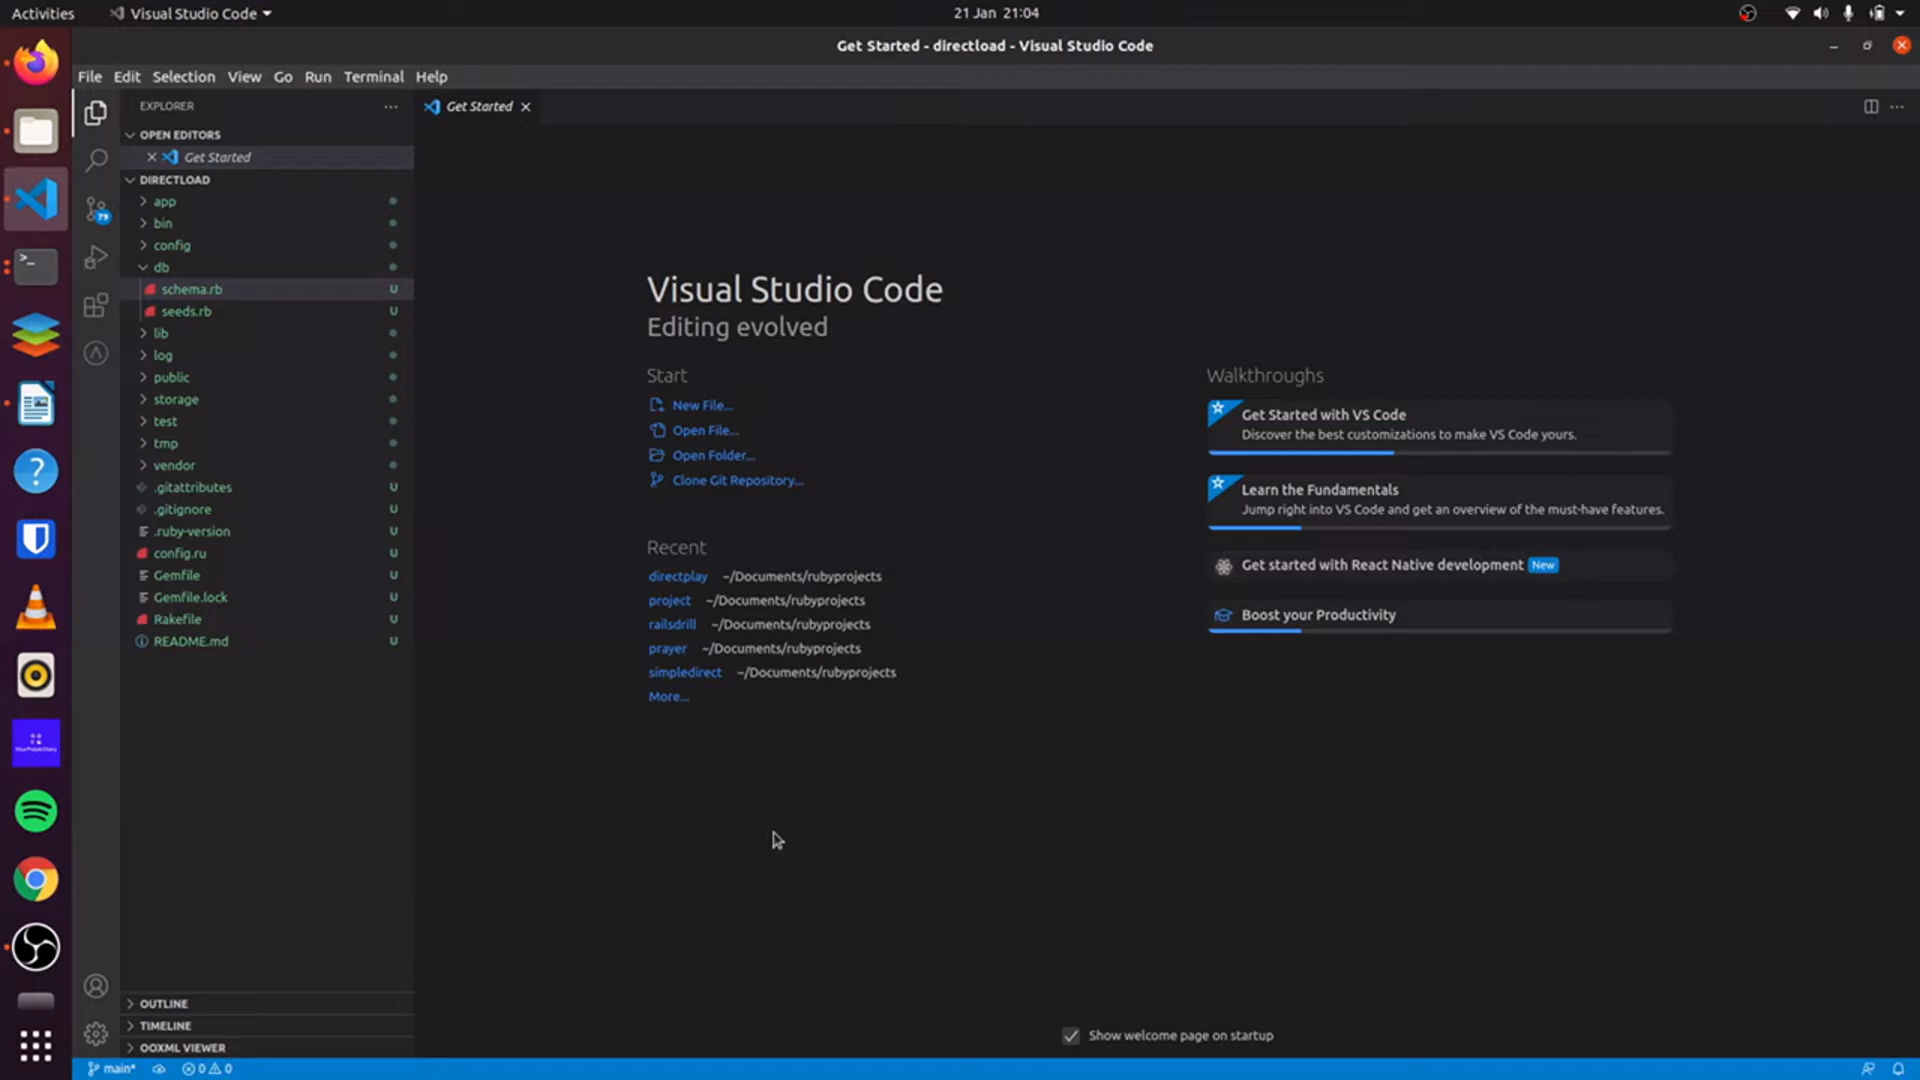 Activities
Visual Studio Code
21 Jan 21:04
Get Started - directload - Visual Studio Code
File Edit Selection View Go Run Terminal Help
EXPLORER
Get Started
OPEN EDITORS
Get Started
DIRECTLOAD
app
bin
79
config
db
schema.rb U
seeds.rb U
lib
log
public
storage
test
tmp
vendor
.gitattributes U
.gitignore U
.ruby-version U
config.ru U
Gemfile U
Gemfile.lock U
Rakefile U
README.md U
OUTLINE
TIMELINE
OOXML VIEWER
Visual Studio Code
Editing evolved
Start
New File...
Open File...
Open Folder...
Clone Git Repository...
Recent
directplay ~/Documents/rubyprojects
project ~/Documents/rubyprojects
railsdrill ~/Documents/rubyprojects
prayer ~/Documents/rubyprojects
simpledirect ~/Documents/rubyprojects
More...
Walkthroughs
Get Started with VS Code
Discover the best customizations to make VS Code yours.
Learn the Fundamentals
Jump right into VS Code and get an overview of the must-have features.
Get started with React Native development New
Boost your Productivity
Show welcome page on startup
main* 0 0